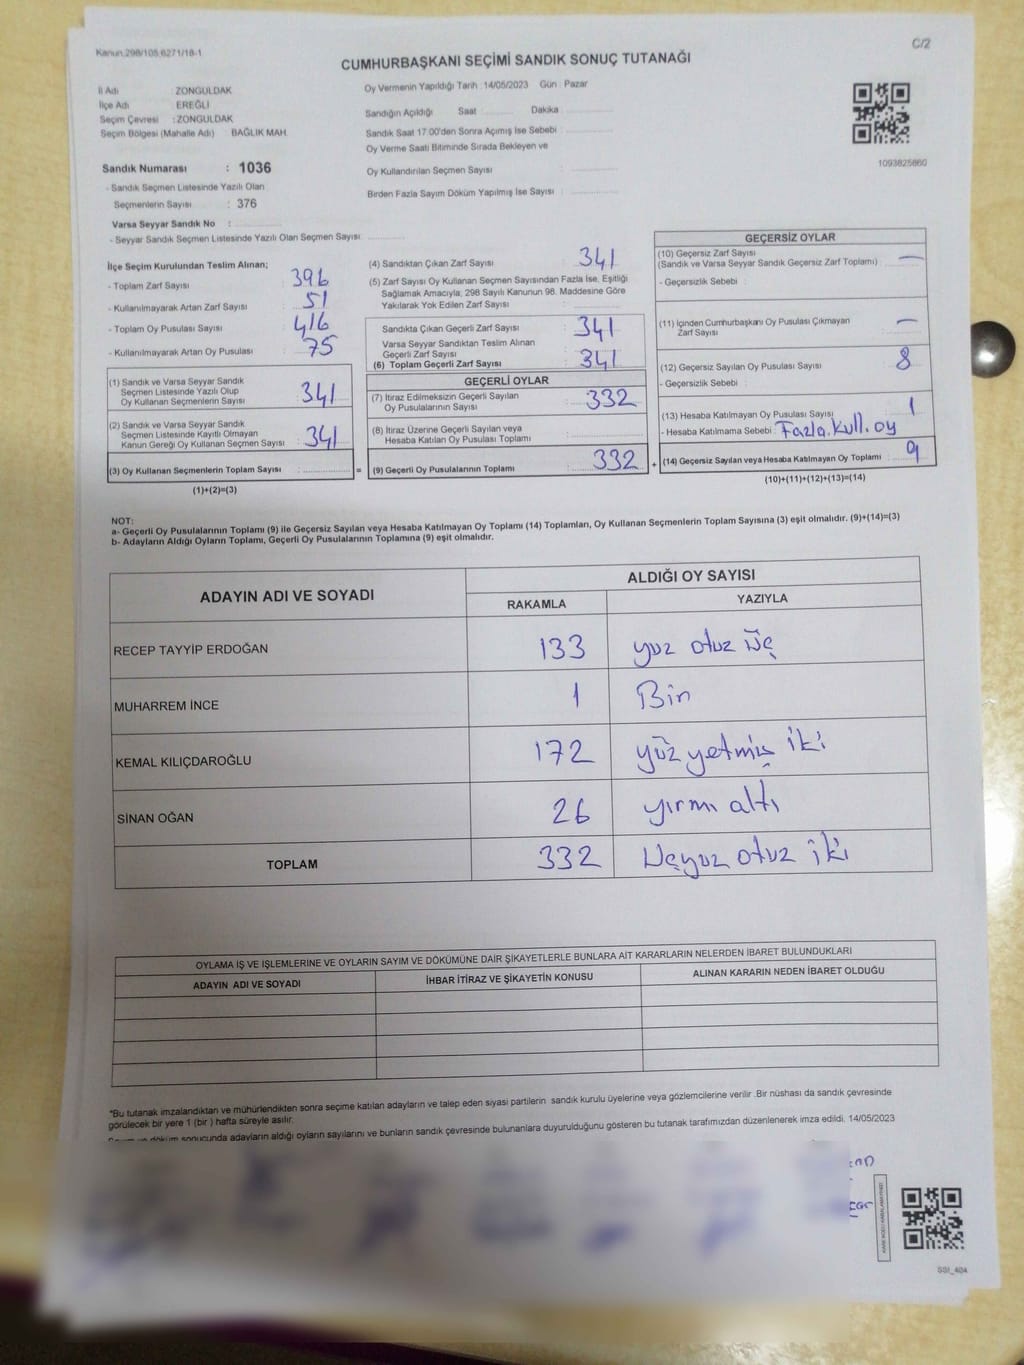 Kanun.298/105.6271/18-1
C/2
CUMHURBAŞKANI SEÇİMİ SANDIK SONUÇ TUTANAĞI
İl Adı ZONGULDAK
İlçe Adı EREĞLİ
Seçim Çevresi : ZONGULDAK
Seçim Bölgesi (Mahalle Adı) BAĞLIK MAH.
Sandık Numarası : 1036
- Sandık Seçmen Listesinde Yazılı Olan
Seçmenlerin Sayısı : 376
Varsa Seyyar Sandık No :
- Seyyar Sandık Seçmen Listesinde Yazılı Olan Seçmen Sayısı
Oy Vermenin Yapıldığı Tarih : 14/05/2023 Gün : Pazar
Sandığın Açıldığı Saat Dakika
Sandık Saat 17.00'den Sonra Açımış İse Sebebi :
Oy Verme Saati Bitiminde Sırada Bekleyen ve
Oy Kullandırılan Seçmen Sayısı :
Birden Fazla Sayım Döküm Yapılmış İse Sayısı :
1093825860
İlçe Seçim Kurulundan Teslim Alınan;
- Toplam Zarf Sayısı : 396
- Kullanılmayarak Artan Zarf Sayısı : 51
- Toplam Oy Pusulası Sayısı : 416
- Kullanılmayarak Artan Oy Pusulası : 75
(1) Sandık ve Varsa Seyyar Sandık
Seçmen Listesinde Yazılı Olup
Oy Kullanan Seçmenlerin Sayısı : 341
(2) Sandık ve Varsa Seyyar Sandık
Seçmen Listesinde Kayıtlı Olmayan
Kanun Gereği Oy Kullanan Seçmen Sayısı : 341
(3) Oy Kullanan Seçmenlerin Toplam Sayısı : =
(1)+(2)=(3)
(4) Sandıktan Çıkan Zarf Sayısı : 341
(5) Zarf Sayısı Oy Kullanan Seçmen Sayısından Fazla İse, Eşitliği
Sağlamak Amacıyla, 298 Sayılı Kanunun 98. Maddesine Göre
Yakılarak Yok Edilen Zarf Sayısı :
Sandıkta Çıkan Geçerli Zarf Sayısı : 341
Varsa Seyyar Sandıktan Teslim Alınan
Geçerli Zarf Sayısı :
(6) Toplam Geçerli Zarf Sayısı : 341
GEÇERLİ OYLAR
(7) İtiraz Edilmeksizin Geçerli Sayılan
Oy Pusulalarının Sayısı : 332
(8) İtiraz Üzerine Geçerli Sayılan veya
Hesaba Katılan Oy Pusulası Toplamı :
(9) Geçerli Oy Pusulalarının Toplamı : 332 +
GEÇERSİZ OYLAR
(10) Geçersiz Zarf Sayısı
(Sandık ve Varsa Seyyar Sandık Geçersiz Zarf Toplamı) : —
- Geçersizlik Sebebi :
(11) İçinden Cumhurbaşkanı Oy Pusulası Çıkmayan
Zarf Sayısı : —
(12) Geçersiz Sayılan Oy Pusulası Sayısı : 8
- Geçersizlik Sebebi :
(13) Hesaba Katılmayan Oy Pusulası Sayısı : 1
- Hesaba Katılmama Sebebi : Fazla.kull.oy
(14) Geçersiz Sayılan veya Hesaba Katılmayan Oy Toplamı : 9
(10)+(11)+(12)+(13)=(14)
NOT:
a- Geçerli Oy Pusulalarının Toplamı (9) ile Geçersiz Sayılan veya Hesaba Katılmayan Oy Toplamı (14) Toplamları, Oy Kullanan Seçmenlerin Toplam Sayısına (3) eşit olmalıdır. (9)+(14)=(3)
b- Adayların Aldığı Oyların Toplamı, Geçerli Oy Pusulalarının Toplamına (9) eşit olmalıdır.
ADAYIN ADI VE SOYADI ALDIĞI OY SAYISI
RAKAMLA YAZIYLA
RECEP TAYYİP ERDOĞAN 133 yuz otuz üç
MUHARREM İNCE 1 Bin
KEMAL KILIÇDAROĞLU 172 yüz yetmiş iki
SİNAN OĞAN 26 yırmı altı
TOPLAM 332 Üçyuz otuz iki
OYLAMA İŞ VE İŞLEMLERİNE VE OYLARIN SAYIM VE DÖKÜMÜNE DAİR ŞİKAYETLERLE BUNLARA AİT KARARLARIN NELERDEN İBARET BULUNDUKLARI
ADAYIN ADI VE SOYADI İHBAR İTİRAZ VE ŞİKAYETİN KONUSU ALINAN KARARIN NEDEN İBARET OLDUĞU
*Bu tutanak imzalandıktan ve mühürlendikten sonra seçime katılan adayların ve talep eden siyasi partilerin sandık kurulu üyelerine veya gözlemcilerine verilir .Bir nüshası da sandık çevresinde
görülecek bir yere 1 (bir ) hafta süreyle asılır.
Sayım ve döküm sonucunda adayların aldığı oyların sayılarını ve bunların sandık çevresinde bulunanlara duyurulduğunu gösteren bu tutanak tarafımızdan düzenlenerek imza edildi. 14/05/2023
SSI_404